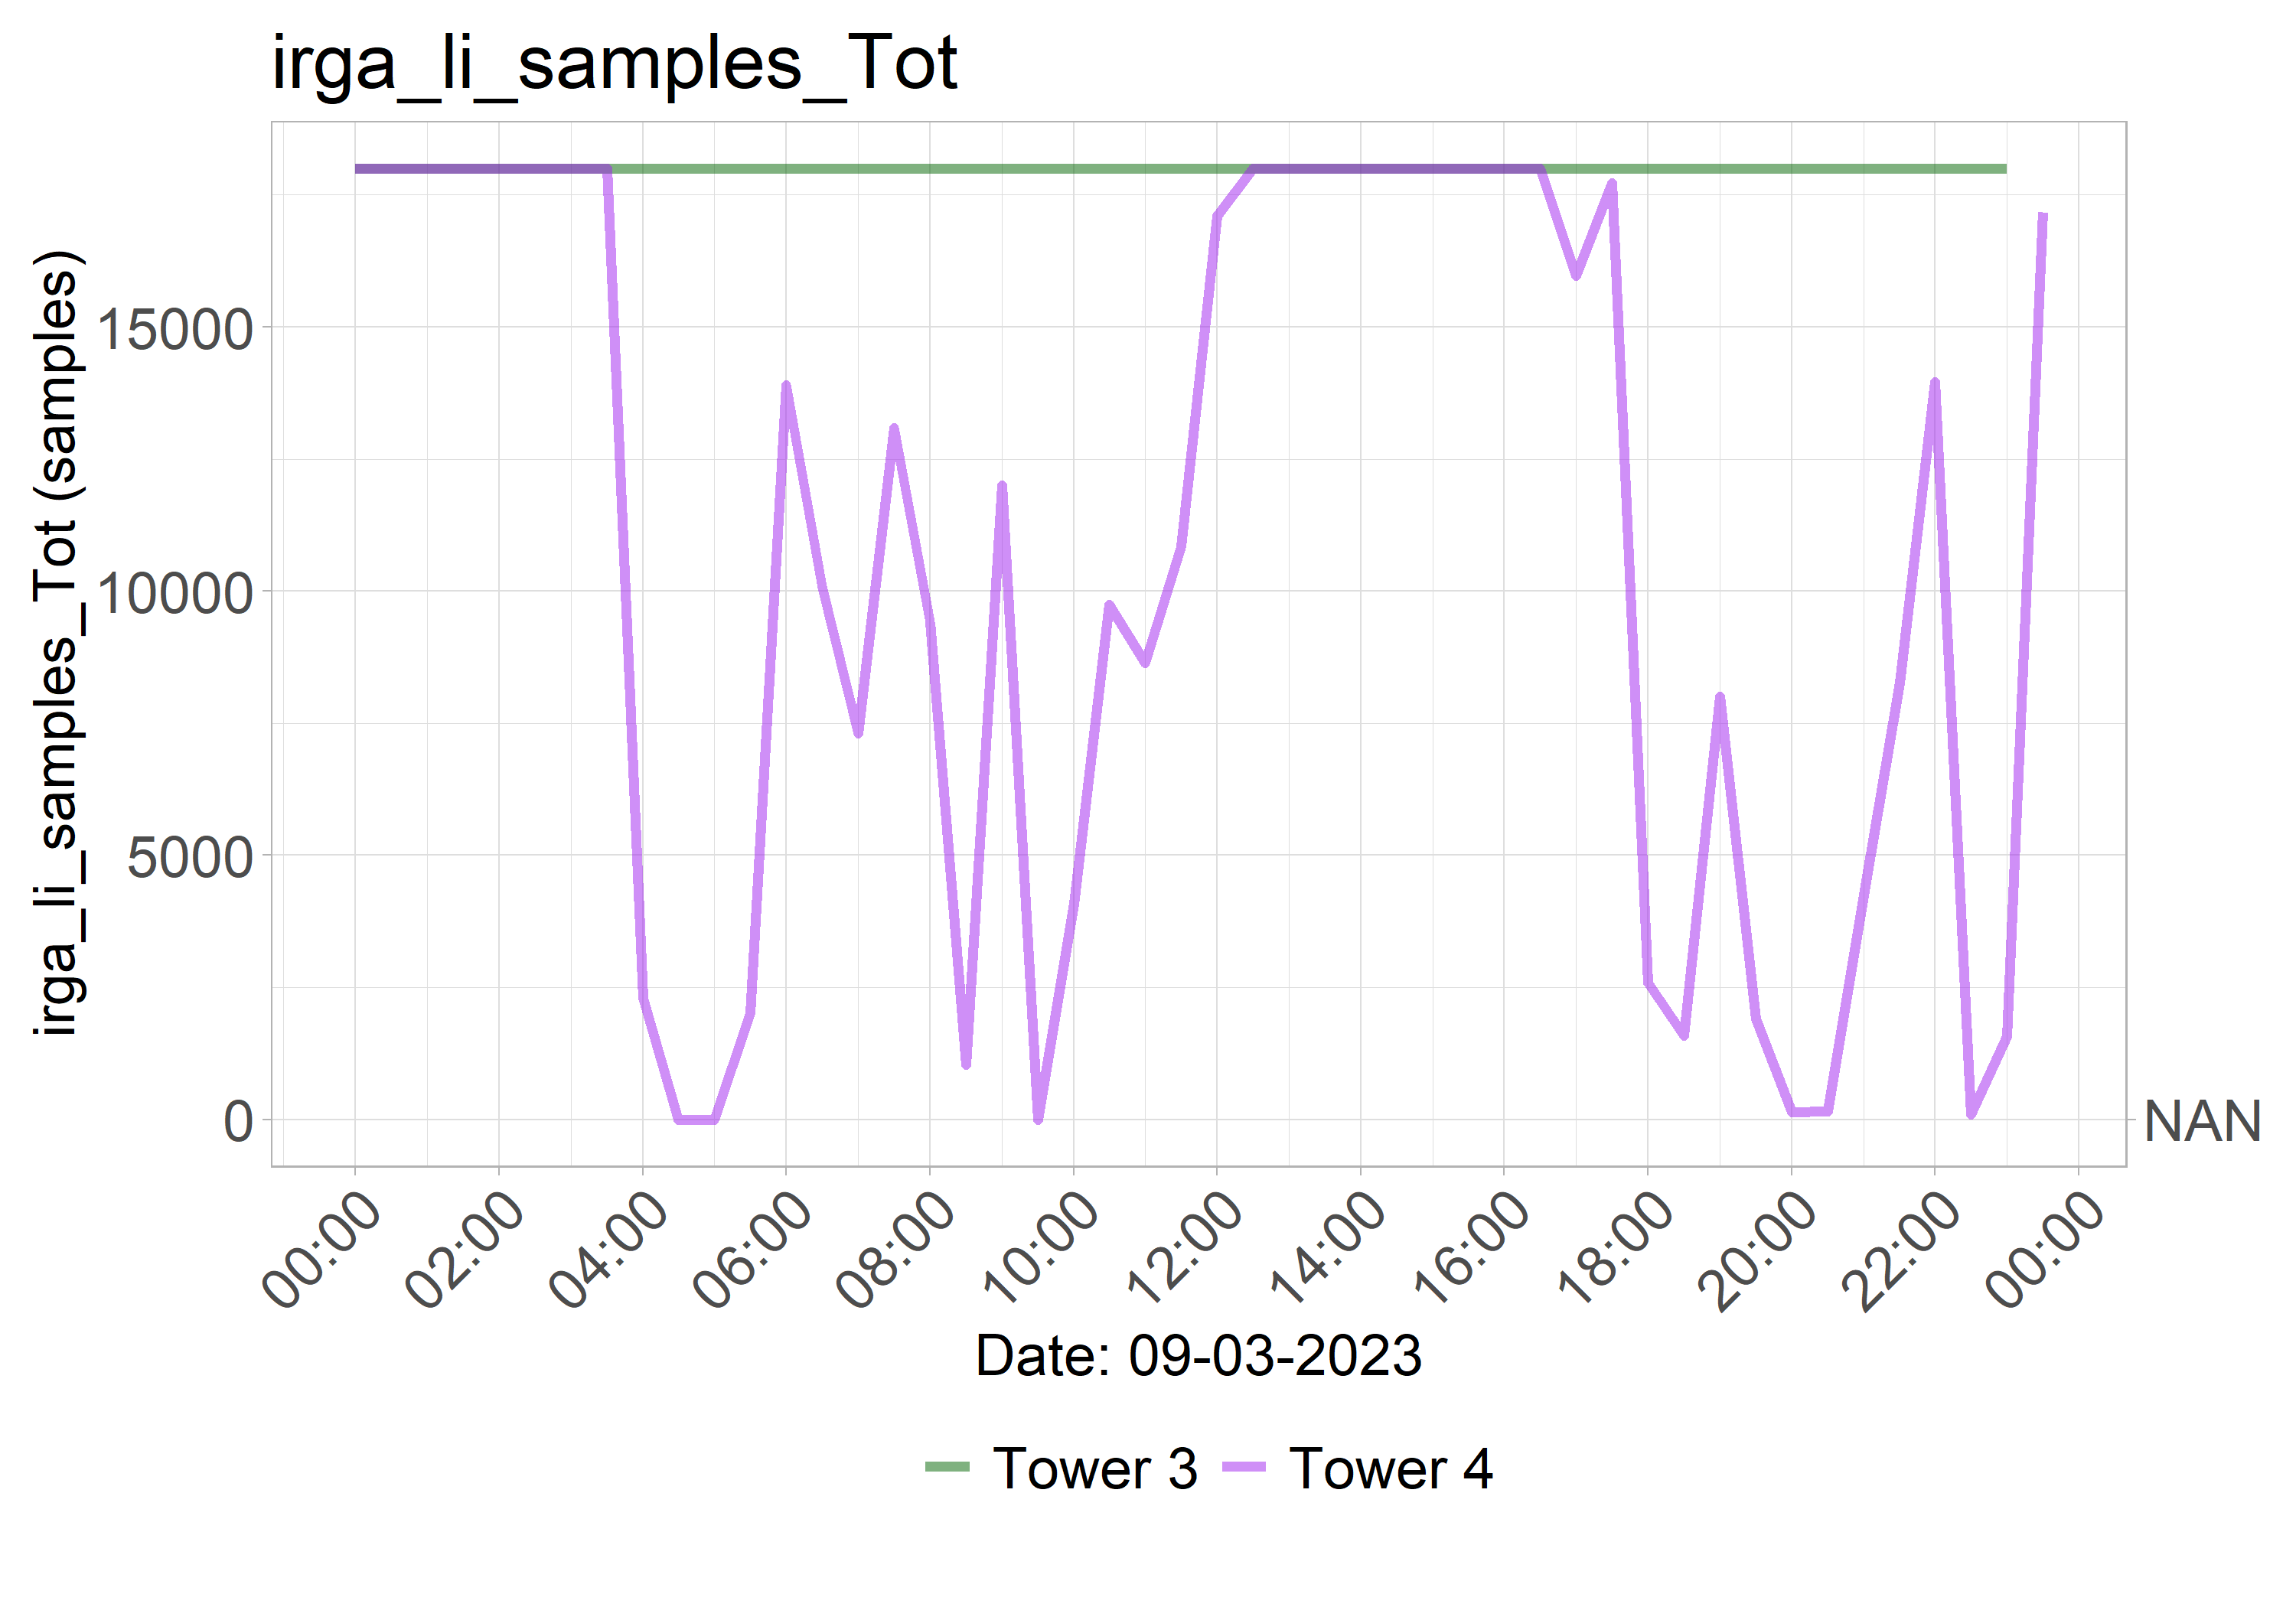 irga_li_samples_Tot
irga_li_samples_Tot (samples)
15000
10000
5000
0
NAN
00:00
02:00
04:00
06:00
08:00
10:00
12:00
14:00
16:00
18:00
20:00
22:00
00:00
Date: 09-03-2023
Tower 3
Tower 4